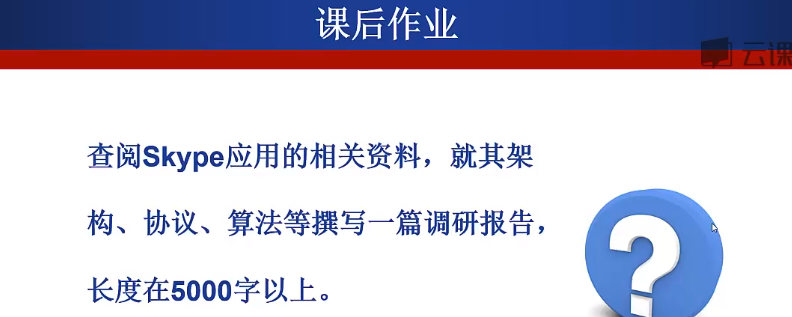 课后作业
云课
查阅Skype应用的相关资料，就其架
构、协议、算法等撰写一篇调研报告，
长度在5000字以上。
?